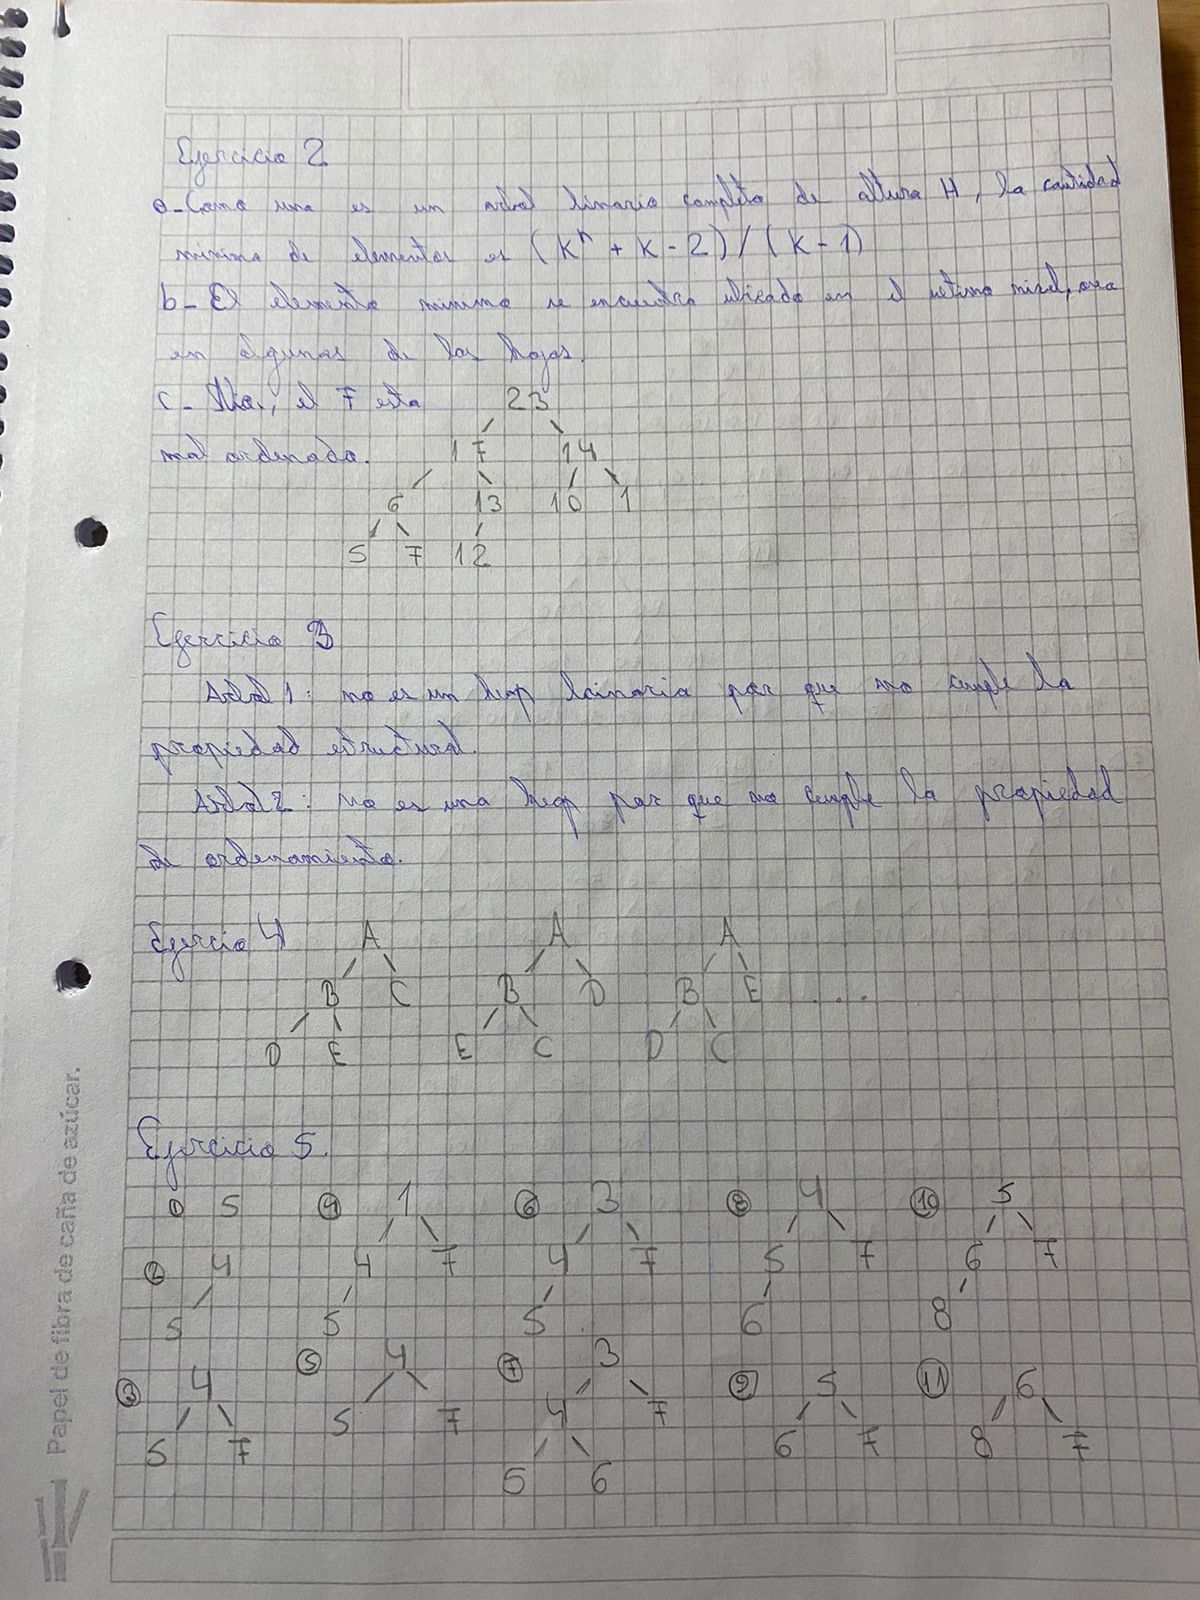 Ejercicio 2
a-Como una es un arbol binario completo de altura H, la cantidad
minima de elementos es (K^h + K - 2) / (K - 1)
b- El elemento minimo se encuentra ubicado en el ultimo nivel, osea
en algunas de las hojas.
c- No, el 7 esta
mal ordenado.
23
17 14
6 13 10 1
5 7 12
Ejercicio 3
Arbol 1: no es un heap binaria por que no cumple la
propiedad estructural.
Arbol 2: no es una heap por que no cumple la propiedad
de ordenamiento.
Ejercio 4
A A A
B C B D B E ....
D E E C D C
Ejercicio 5.
① 5 ④ 1 ⑥ 3 ⑧ 4 ⑩ 5
② 4 4 7 4 7 5 7 6 7
5 5 5 6 8
③ 4 ⑤ 4 ⑦ 3 ⑨ 5 ⑪ 6
5 7 5 7 4 7 6 7 8 7
5 6
Papel de fibra de caña de azúcar.